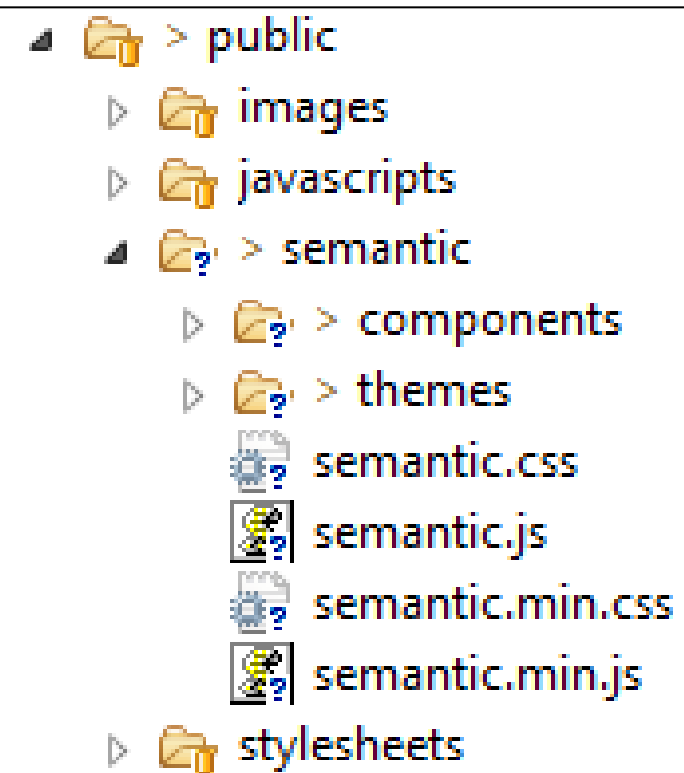 > public
images
javascripts
> semantic
> components
> themes
semantic.css
semantic.js
semantic.min.css
semantic.min.js
stylesheets